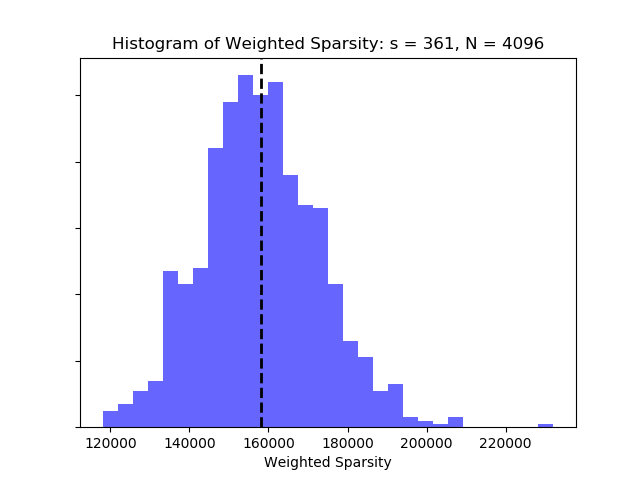 Histogram of Weighted Sparsity: s = 361, N = 4096
120000 140000 160000 180000 200000 220000
Weighted Sparsity